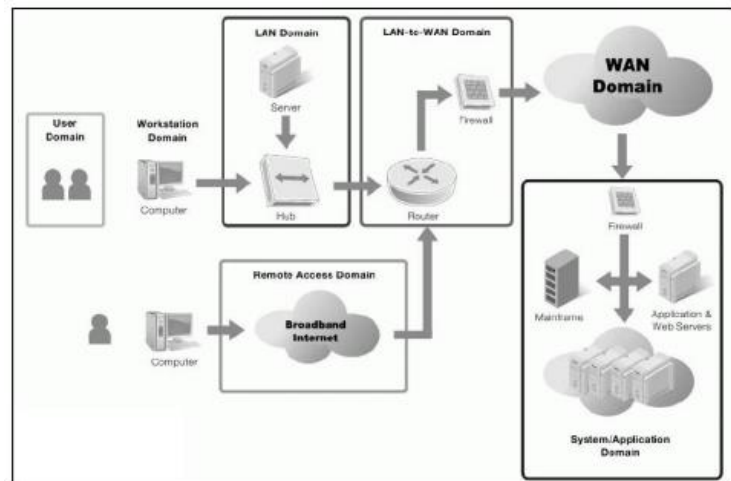 LAN Domain
Server
Hub
LAN-to-WAN Domain
Firewall
Router
WAN
Domain
User
Domain
Workstation
Domain
Computer
Remote Access Domain
Broadband
Internet
Computer
Firewall
Mainframe
Application &
Web Servers
System/Application
Domain